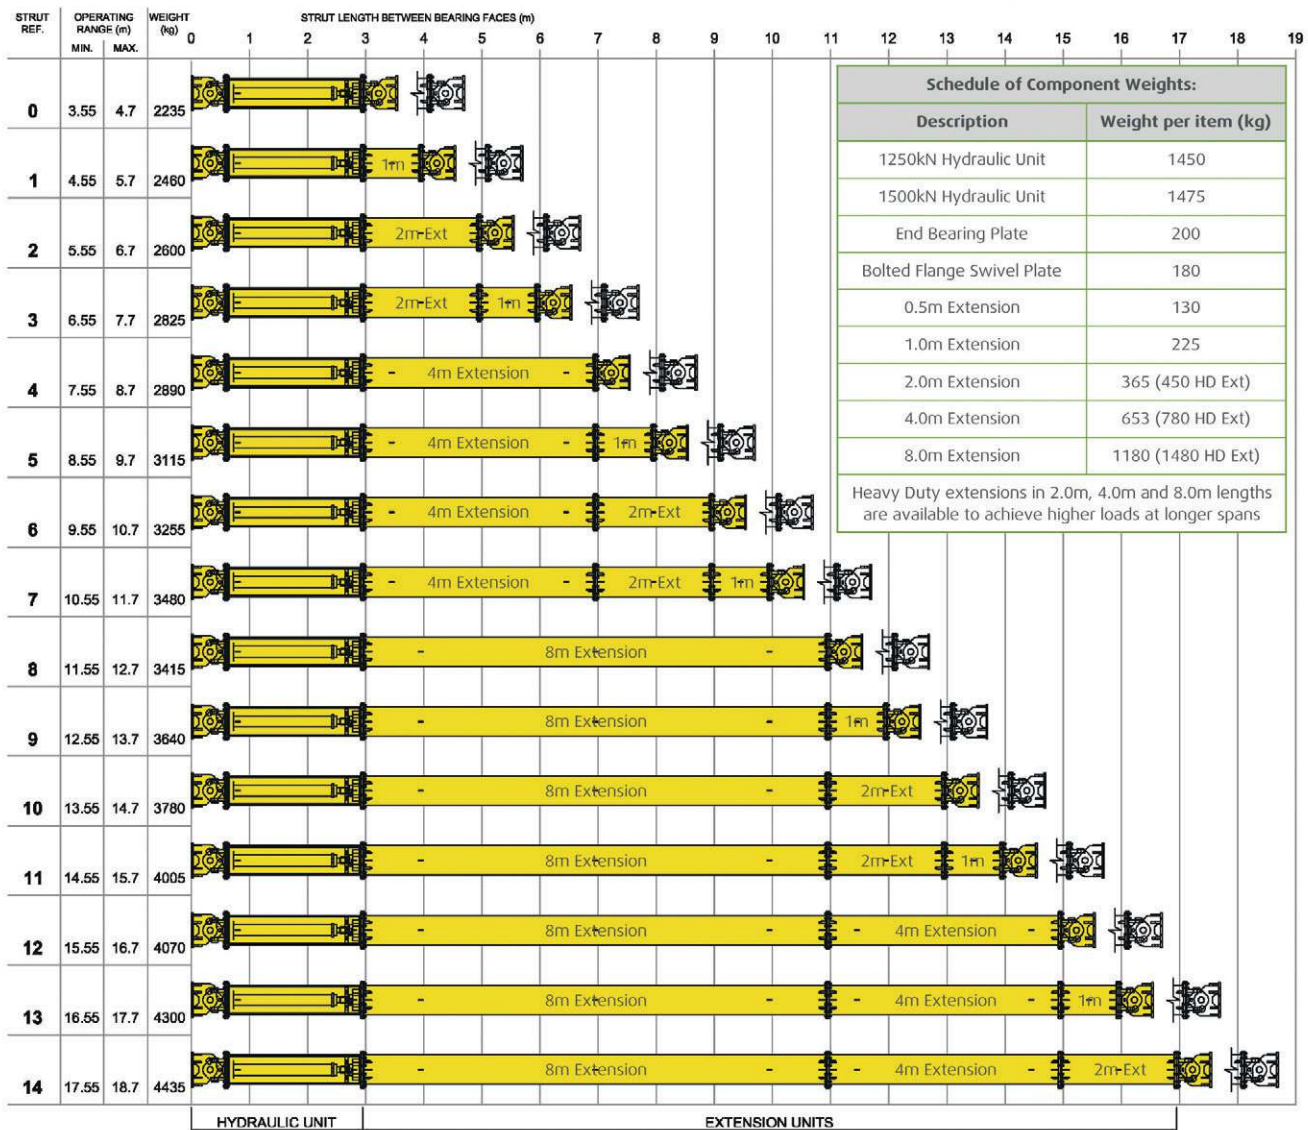 STRUT REF. OPERATING RANGE (m) WEIGHT (kg) STRUT LENGTH BETWEEN BEARING FACES (m)
MIN. MAX. 0 1 2 3 4 5 6 7 8 9 10 11 12 13 14 15 16 17 18 19
0 3.55 4.7 2235
1 4.55 5.7 2460 1m
2 5.55 6.7 2600 2m-Ext
3 6.55 7.7 2825 2m-Ext 1m
4 7.55 8.7 2890 4m Extension
5 8.55 9.7 3115 4m Extension 1m
6 9.55 10.7 3255 4m Extension 2m-Ext
7 10.55 11.7 3480 4m Extension 2m-Ext 1m
8 11.55 12.7 3415 8m Extension
9 12.55 13.7 3640 8m Extension 1m
10 13.55 14.7 3780 8m Extension 2m-Ext
11 14.55 15.7 4005 8m Extension 2m-Ext 1m
12 15.55 16.7 4070 8m Extension 4m Extension
13 16.55 17.7 4300 8m Extension 4m Extension 1m
14 17.55 18.7 4435 8m Extension 4m Extension 2m-Ext
HYDRAULIC UNIT EXTENSION UNITS
Schedule of Component Weights:
Description Weight per item (kg)
1250kN Hydraulic Unit 1450
1500kN Hydraulic Unit 1475
End Bearing Plate 200
Bolted Flange Swivel Plate 180
0.5m Extension 130
1.0m Extension 225
2.0m Extension 365 (450 HD Ext)
4.0m Extension 653 (780 HD Ext)
8.0m Extension 1180 (1480 HD Ext)
Heavy Duty extensions in 2.0m, 4.0m and 8.0m lengths
are available to achieve higher loads at longer spans